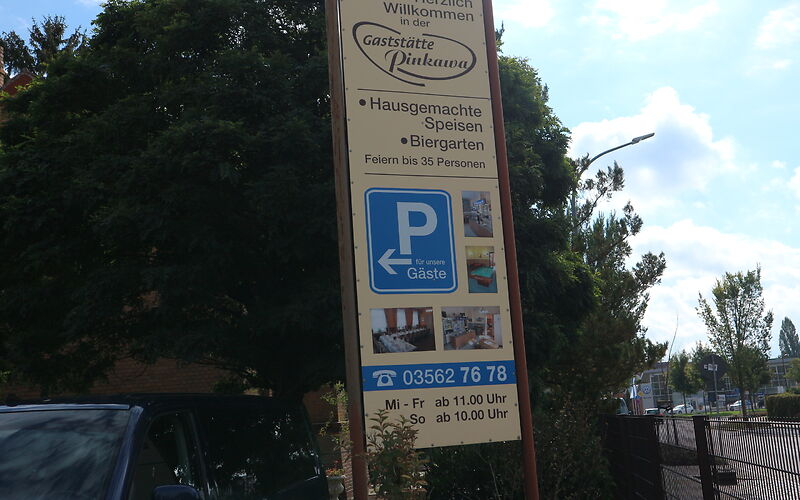 Herzlich
Willkommen
in der
Gaststätte
Pinkawa
• Hausgemachte
Speisen
• Biergarten
Feiern bis 35 Personen
P
für unsere
Gäste
03562 76 78
Mi - Fr ab 11.00 Uhr
So ab 10.00 Uhr